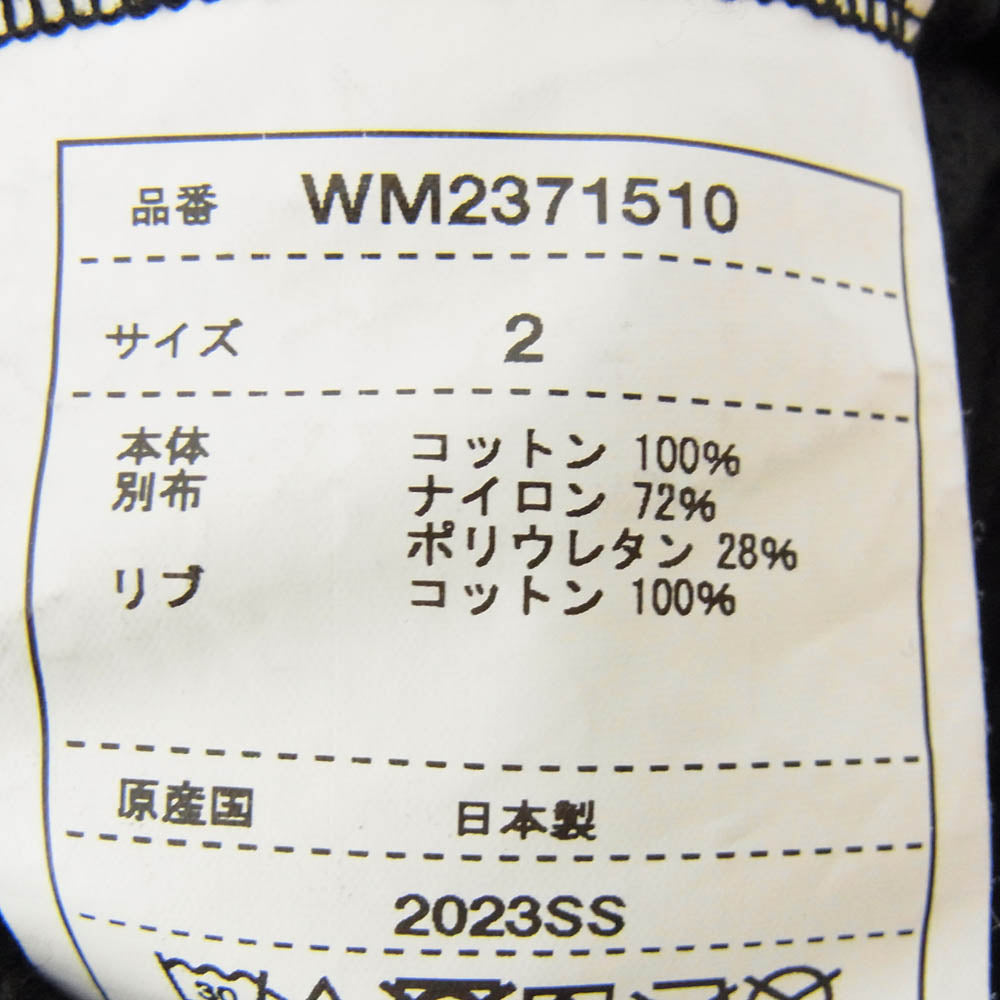 品番 WM2371510
サイズ 2
本体 コットン 100%
別布 ナイロン 72%
ポリウレタン 28%
リブ コットン 100%
原産国 日本製
2023SS
30